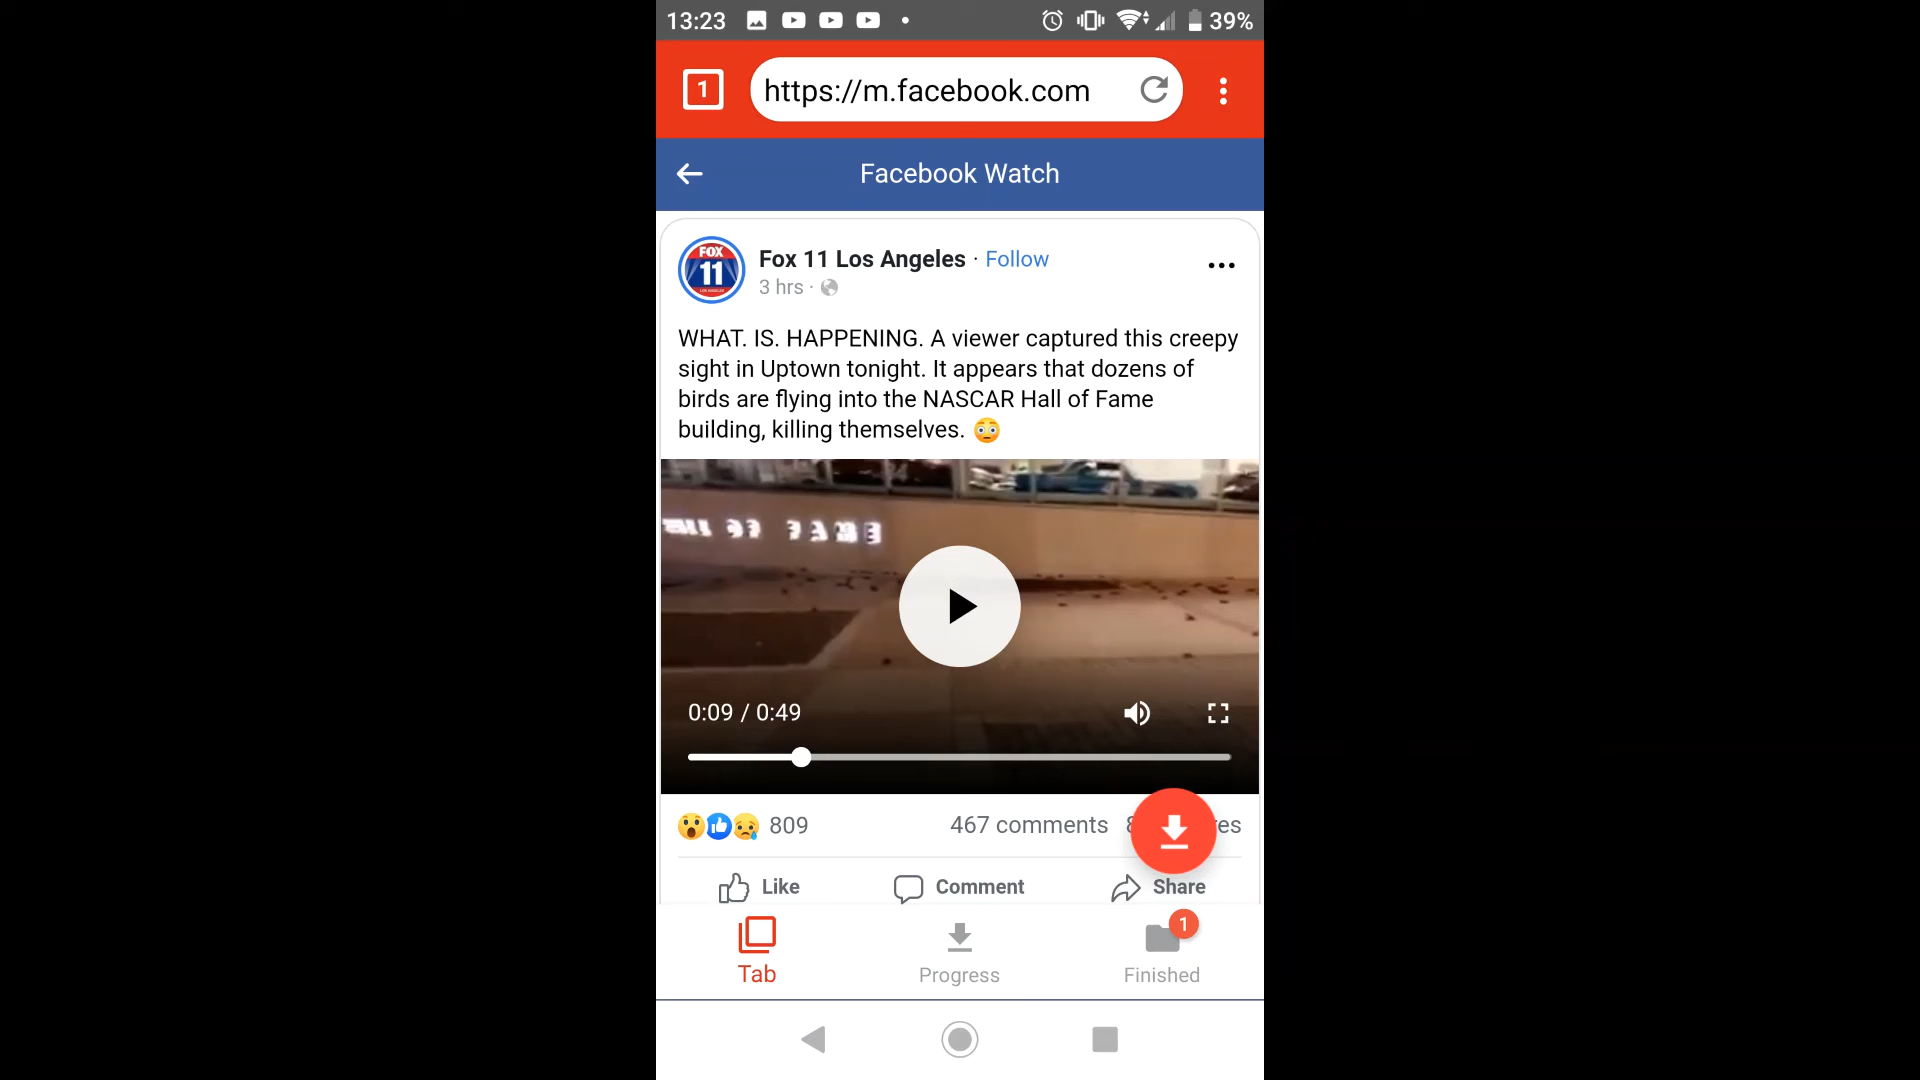 13:23
39%
1
https://m.facebook.com
Facebook Watch
FOX
11
Fox 11 Los Angeles · Follow
3 hrs ·
WHAT. IS. HAPPENING. A viewer captured this creepy
sight in Uptown tonight. It appears that dozens of
birds are flying into the NASCAR Hall of Fame
building, killing themselves. 😳
0:09 / 0:49
809
467 comments
Like
Comment
Share
1
Tab
Progress
Finished